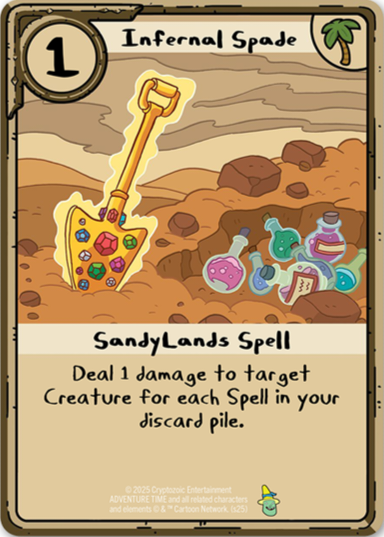 1
Infernal Spade
SandyLands Spell
Deal 1 damage to target
Creature for each Spell in your
discard pile.
© 2025 Cryptozoic Entertainment
ADVENTURE TIME and all related characters
and elements © & ™ Cartoon Network. (s25)